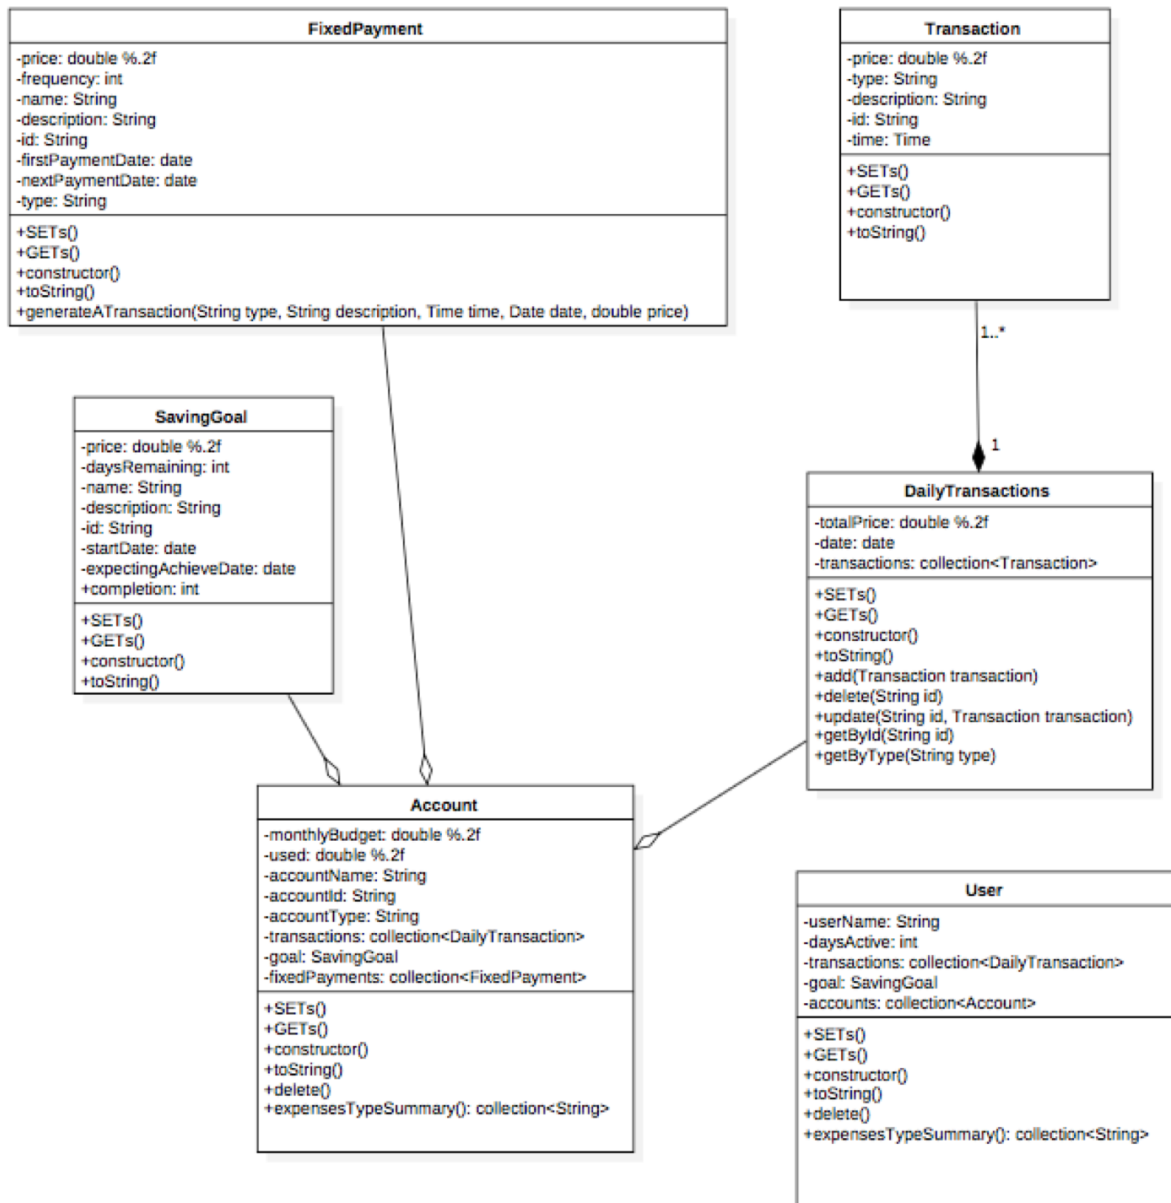 FixedPayment
-price: double %.2f
-frequency: int
-name: String
-description: String
-id: String
-firstPaymentDate: date
-nextPaymentDate: date
-type: String
+SETs()
+GETs()
+constructor()
+toString()
+generateATransaction(String type, String description, Time time, Date date, double price)
Transaction
-price: double %.2f
-type: String
-description: String
-id: String
-time: Time
+SETs()
+GETs()
+constructor()
+toString()
1..*
1
SavingGoal
-price: double %.2f
-daysRemaining: int
-name: String
-description: String
-id: String
-startDate: date
-expectingAchieveDate: date
+completion: int
+SETs()
+GETs()
+constructor()
+toString()
DailyTransactions
-totalPrice: double %.2f
-date: date
-transactions: collection<Transaction>
+SETs()
+GETs()
+constructor()
+toString()
+add(Transaction transaction)
+delete(String id)
+update(String id, Transaction transaction)
+getById(String id)
+getByType(String type)
Account
-monthlyBudget: double %.2f
-used: double %.2f
-accountName: String
-accountId: String
-accountType: String
-transactions: collection<DailyTransaction>
-goal: SavingGoal
-fixedPayments: collection<FixedPayment>
+SETs()
+GETs()
+constructor()
+toString()
+delete()
+expensesTypeSummary(): collection<String>
User
-userName: String
-daysActive: int
-transactions: collection<DailyTransaction>
-goal: SavingGoal
-accounts: collection<Account>
+SETs()
+GETs()
+constructor()
+toString()
+delete()
+expensesTypeSummary(): collection<String>